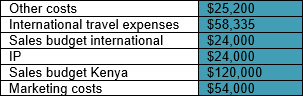 Other costs $25,200
International travel expenses $58,335
Sales budget international $24,000
IP $24,000
Sales budget Kenya $120,000
Marketing costs $54,000